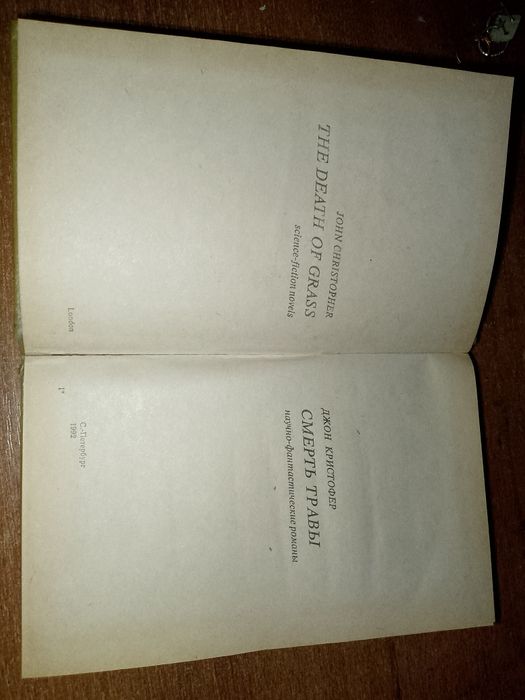 JOHN CHRISTOPHER
THE DEATH OF GRASS
science-fiction novels
London
ДЖОН КРИСТОФЕР
СМЕРТЬ ТРАВЫ
научно-фантастические романы
С.-Петербург
1992
1*